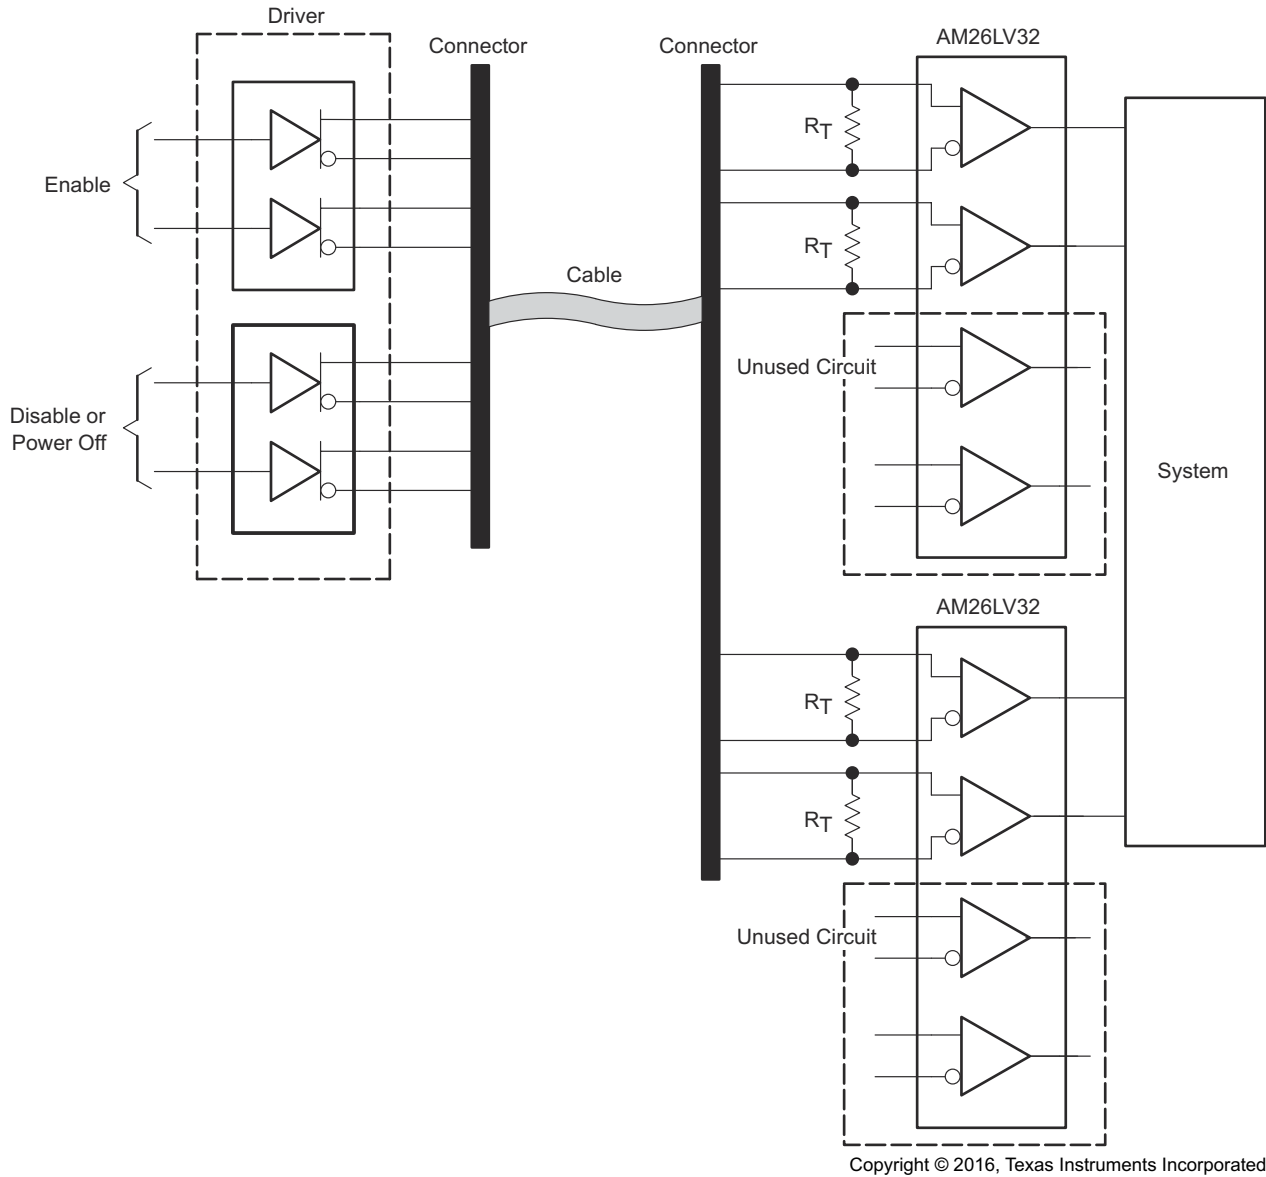 Driver
Connector
Connector
AM26LV32
Enable
Disable or
Power Off
Cable
RT
RT
Unused Circuit
System
AM26LV32
RT
RT
Unused Circuit
Copyright © 2016, Texas Instruments Incorporated